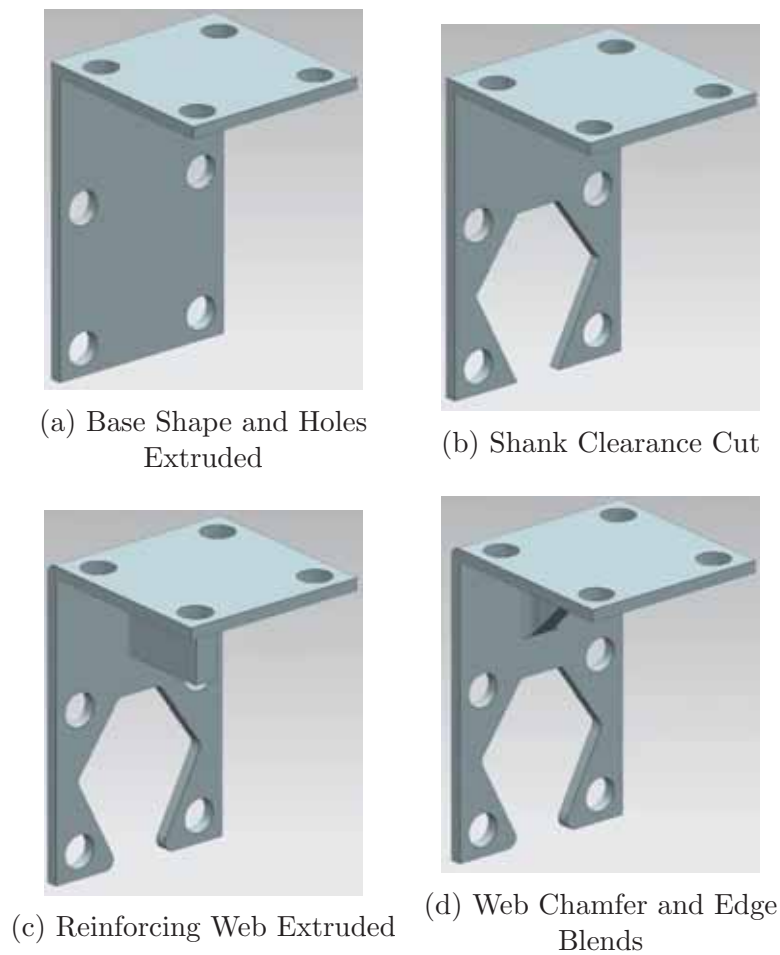 (a) Base Shape and Holes
Extruded
(b) Shank Clearance Cut
(c) Reinforcing Web Extruded
(d) Web Chamfer and Edge
Blends